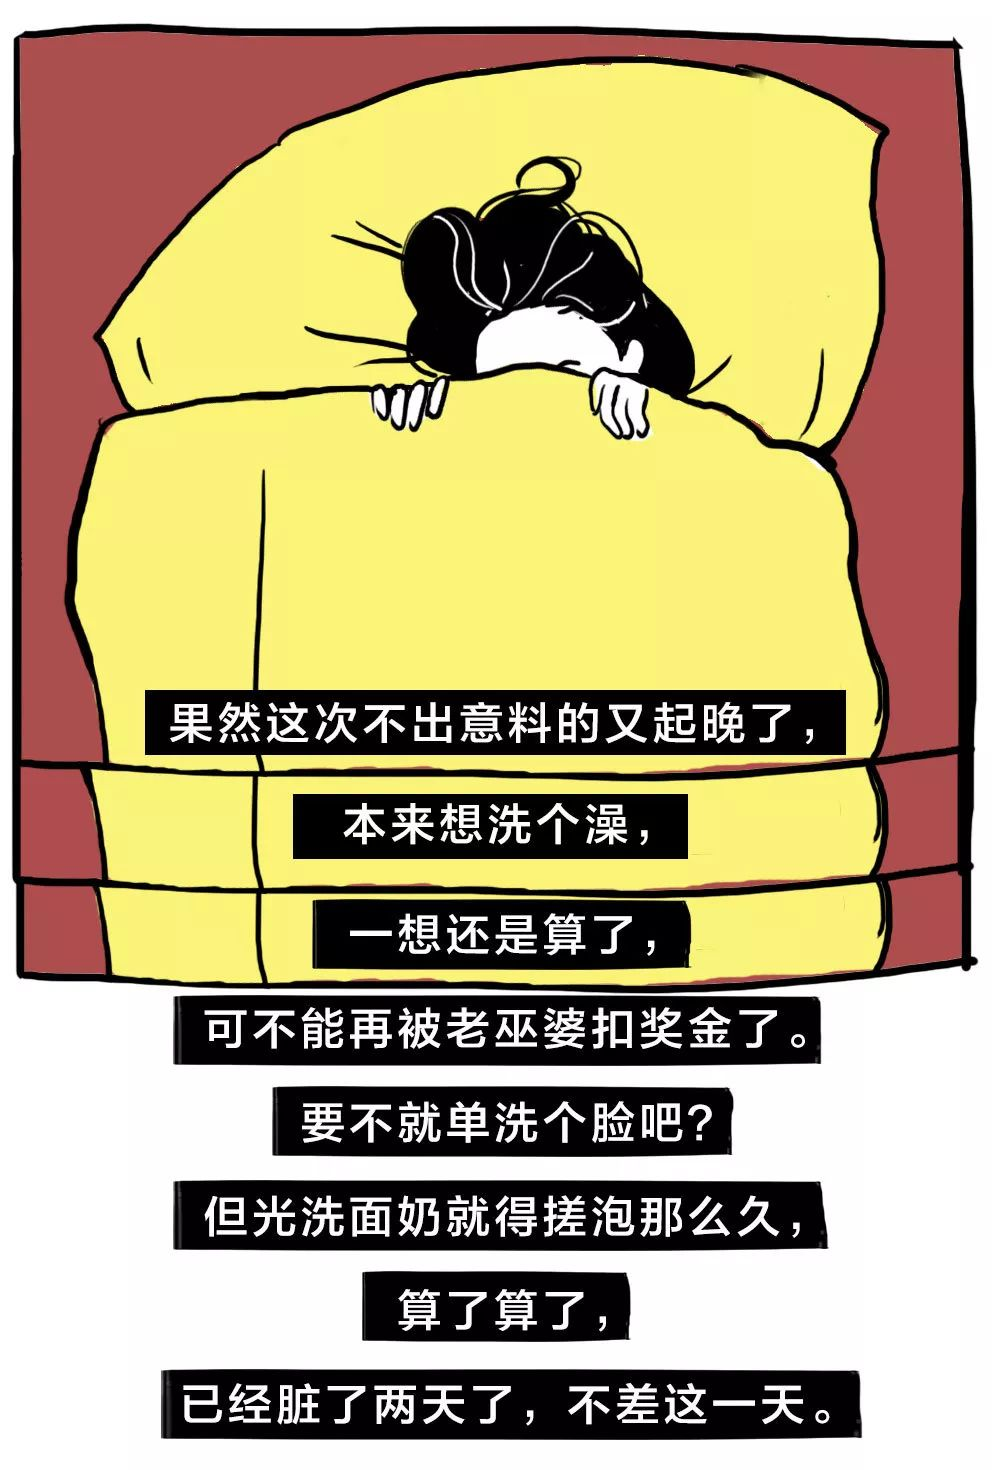 果然这次不出意料的又起晚了，
本来想洗个澡，
一想还是算了，
可不能再被老巫婆扣奖金了。
要不就单洗个脸吧？
但光洗面奶就得搓泡那么久，
算了算了，
已经脏了两天了，不差这一天。